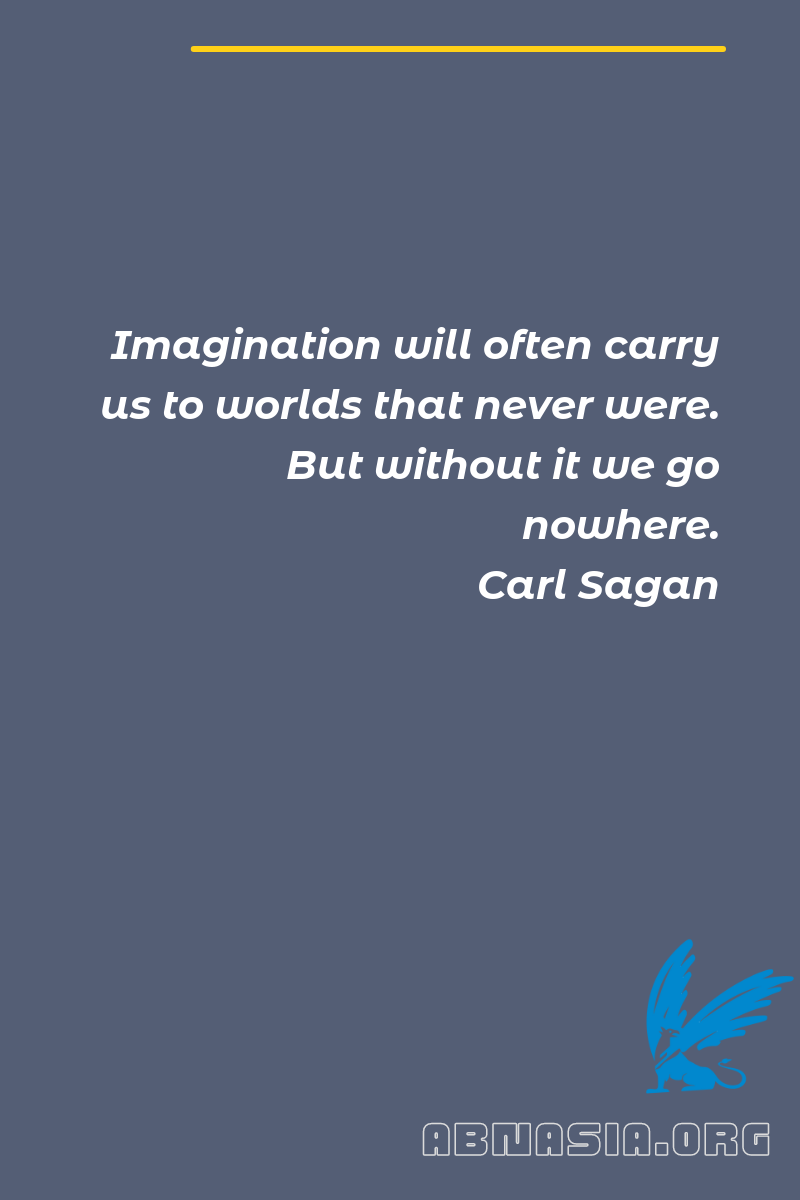 Imagination will often carry
us to worlds that never were.
But without it we go
nowhere.
Carl Sagan
ABNASIA.ORG